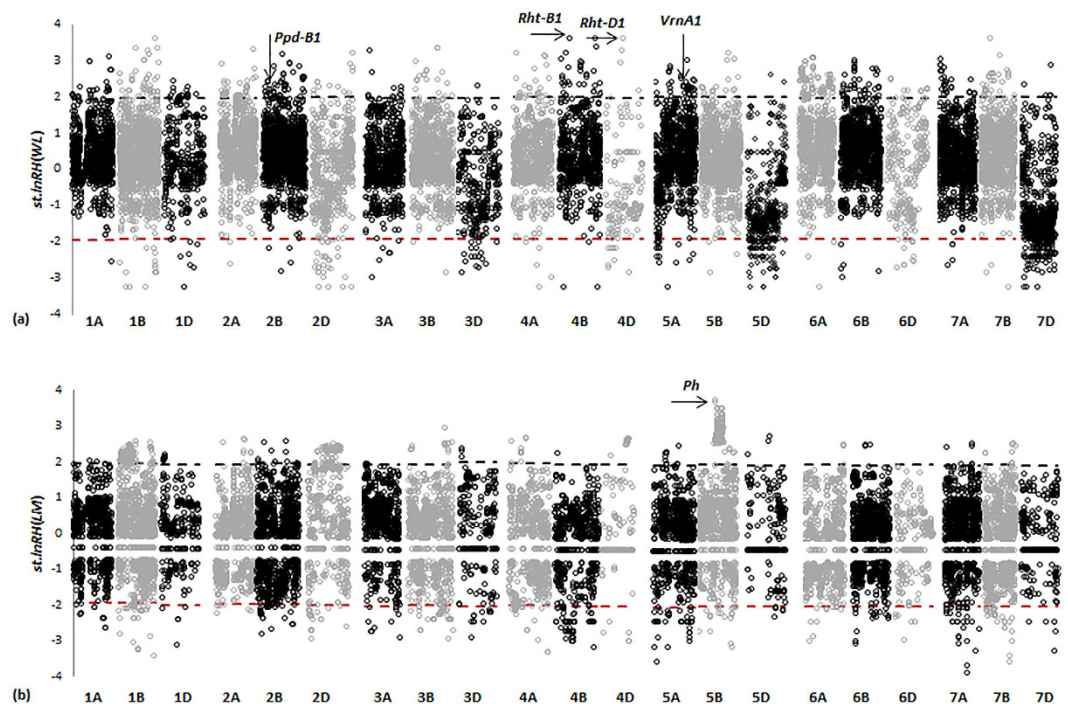 4
3
2
1
0
-1
-2
-3
-4
st.lnRH(W/L)
Ppd-B1
Rht-B1
Rht-D1
VrnA1
(a)
1A 1B 1D 2A 2B 2D 3A 3B 3D 4A 4B 4D 5A 5B 5D 6A 6B 6D 7A 7B 7D
4
3
2
1
0
-1
-2
-3
-4
st.lnRH(LM)
Ph
(b)
1A 1B 1D 2A 2B 2D 3A 3B 3D 4A 4B 4D 5A 5B 5D 6A 6B 6D 7A 7B 7D